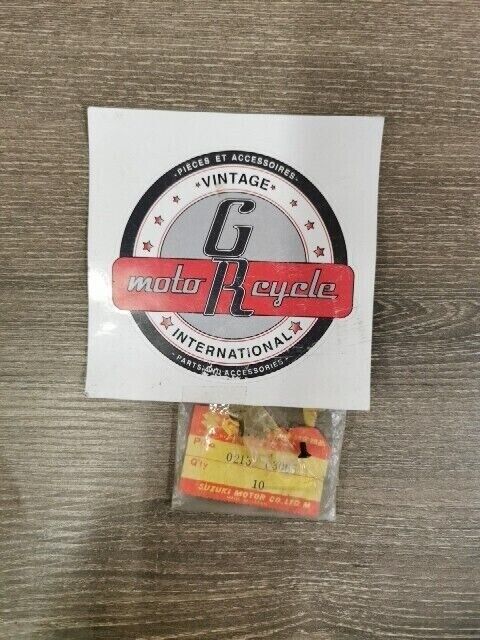 -PIÈCES ET ACCESSOIRES-
*VINTAGE*
G
moto R cycle
INTERNATIONAL
-PARTS AND ACCESSORIES-
QTY
10
SUZUKI MOTOR CO., LTD